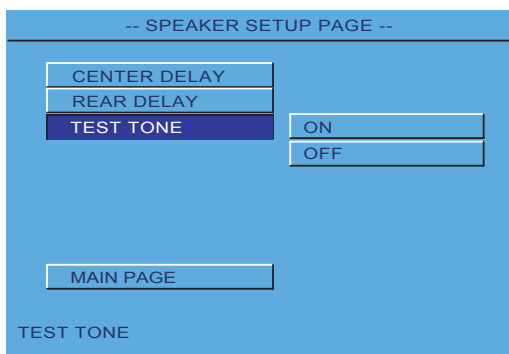 -- SPEAKER SETUP PAGE --
CENTER DELAY
REAR DELAY
TEST TONE
ON
OFF
MAIN PAGE
TEST TONE